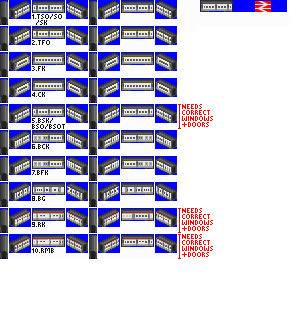 1.TSO/SO
/SK
2.TFO
3.FK
4.CK
5.BSK/
BSO/BSOT
NEEDS
CORRECT
WINDOWS
+DOORS
6.BCK
7.BFK
8.BG
9.RK
NEEDS
CORRECT
WINDOWS
+DOORS
10.RMB
NEEDS
CORRECT
WINDOWS
+DOORS